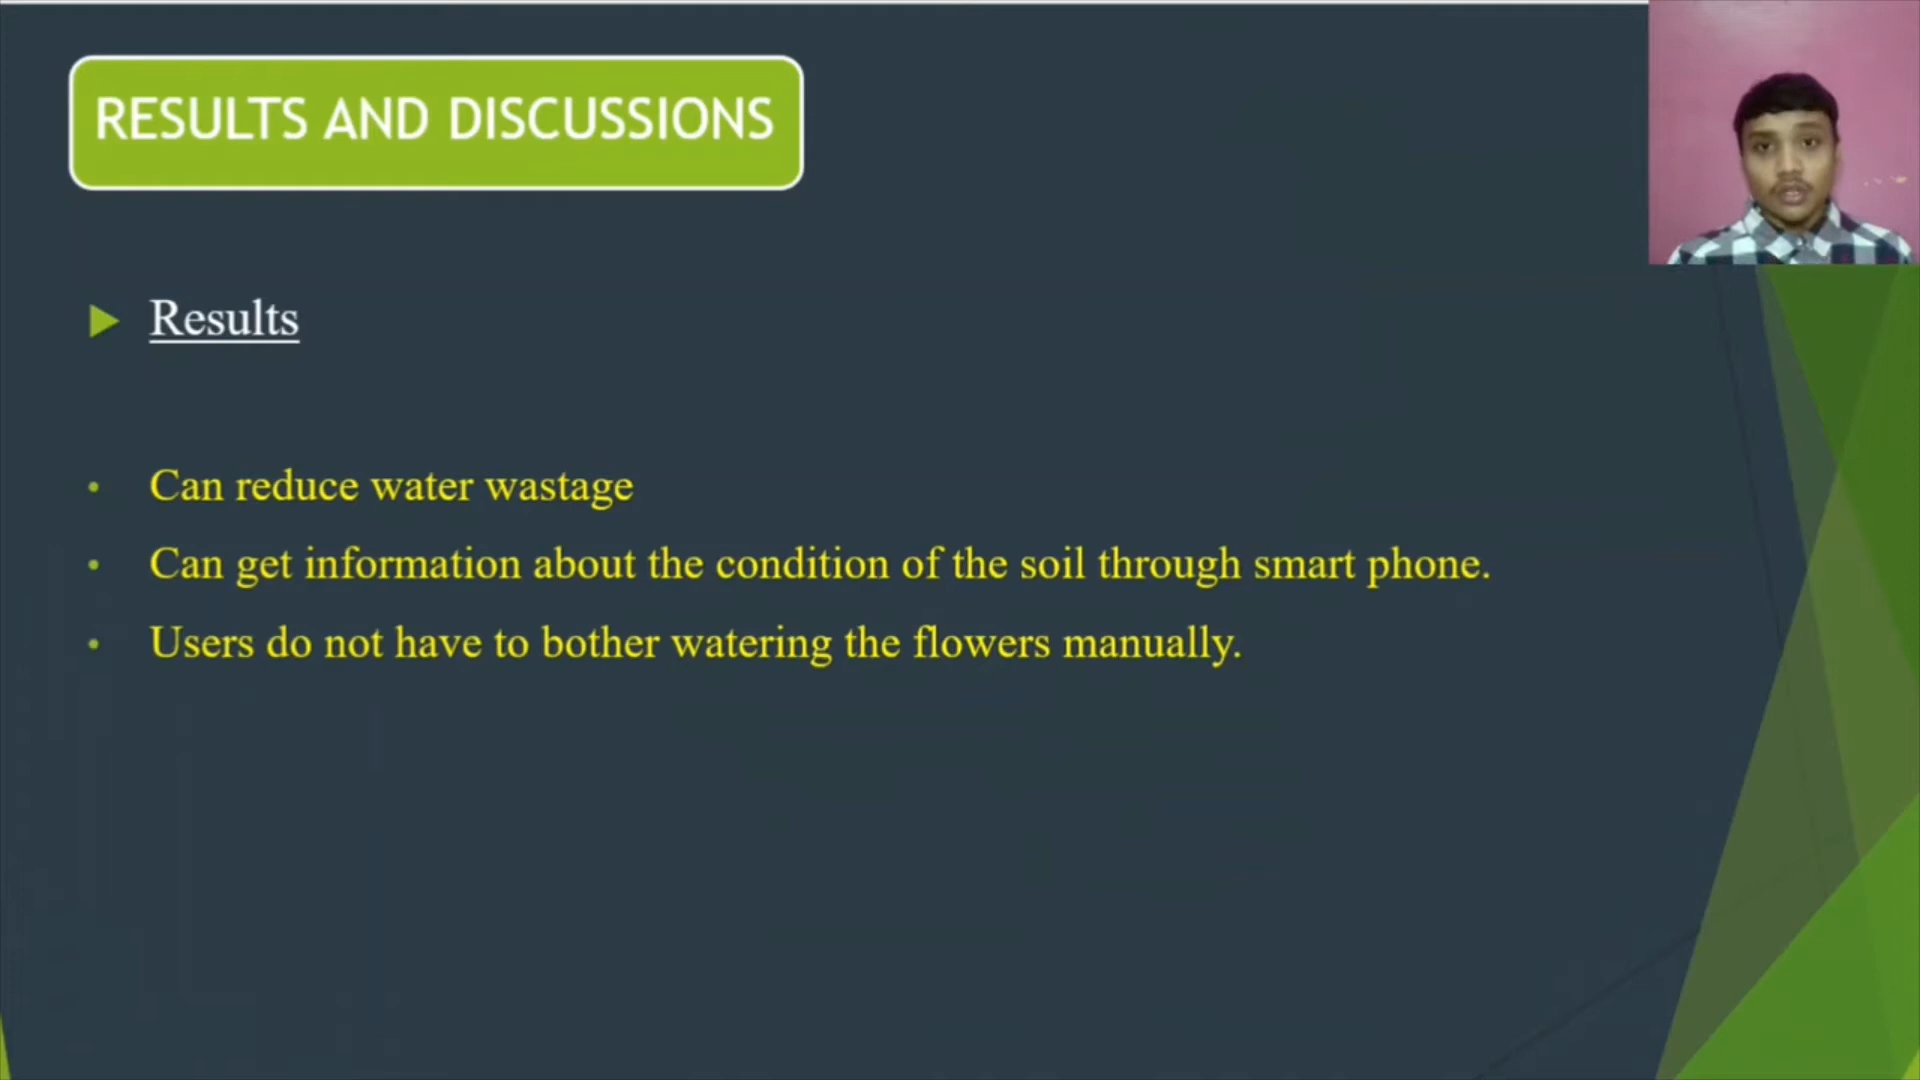 RESULTS AND DISCUSSIONS
Results
Can reduce water wastage
Can get information about the condition of the soil through smart phone.
Users do not have to bother watering the flowers manually.